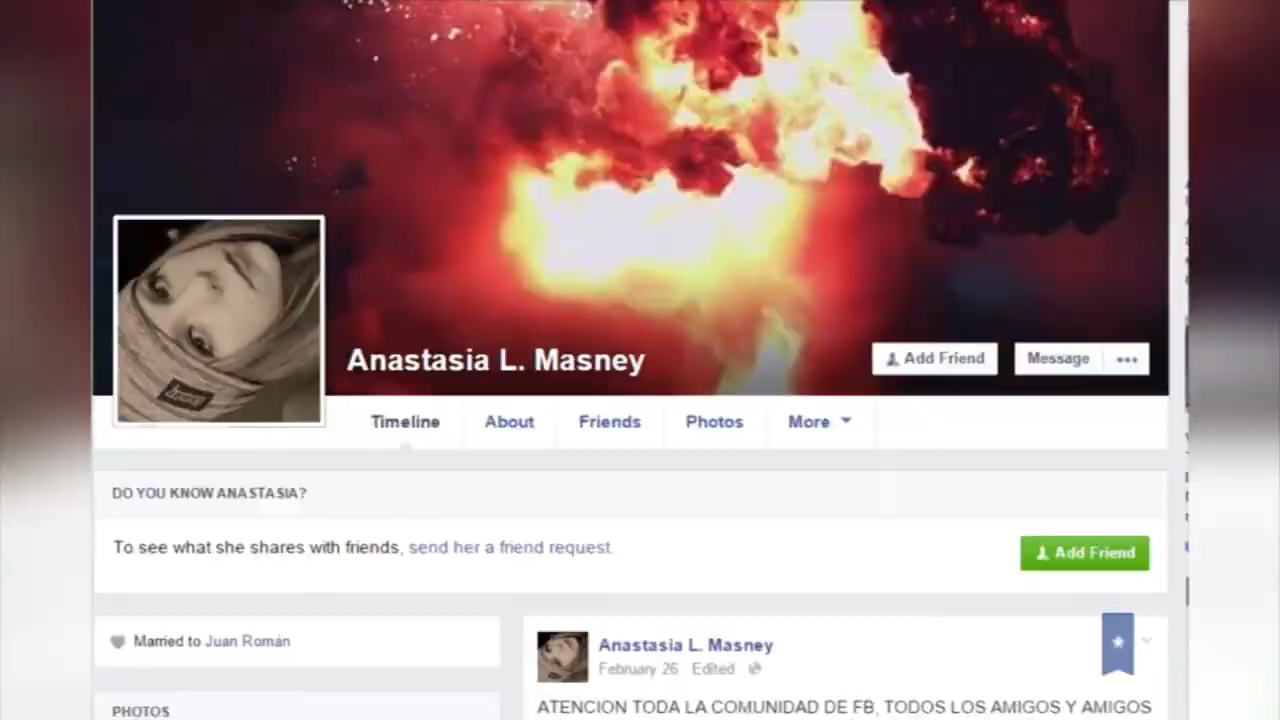 Anastasia L. Masney
Add Friend
Message
Timeline
About
Friends
Photos
More
DO YOU KNOW ANASTASIA?
To see what she shares with friends, send her a friend request.
Add Friend
Married to Juan Román
Anastasia L. Masney
February 26 Edited
PHOTOS
ATENCION TODA LA COMUNIDAD DE FB, TODOS LOS AMIGOS Y AMIGOS